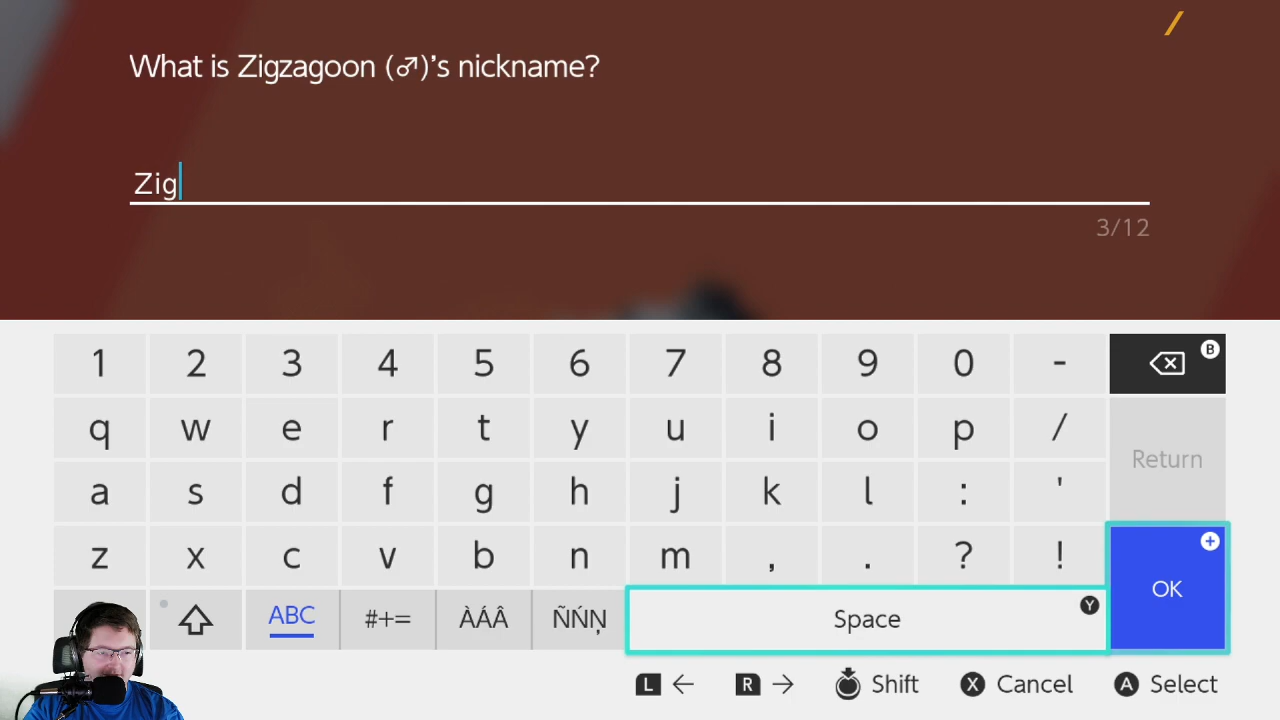 What is Zigzagoon (♂)'s nickname?
Zig
3/12
1 2 3 4 5 6 7 8 9 0 - B
q w e r t y u i o p /
Return
a s d f g h j k l : '
z x c v b n m , . ? ! +
OK
ABC #+= ÀÁÂ ÑŃŅ Space Y
L ← R → Shift X Cancel A Select